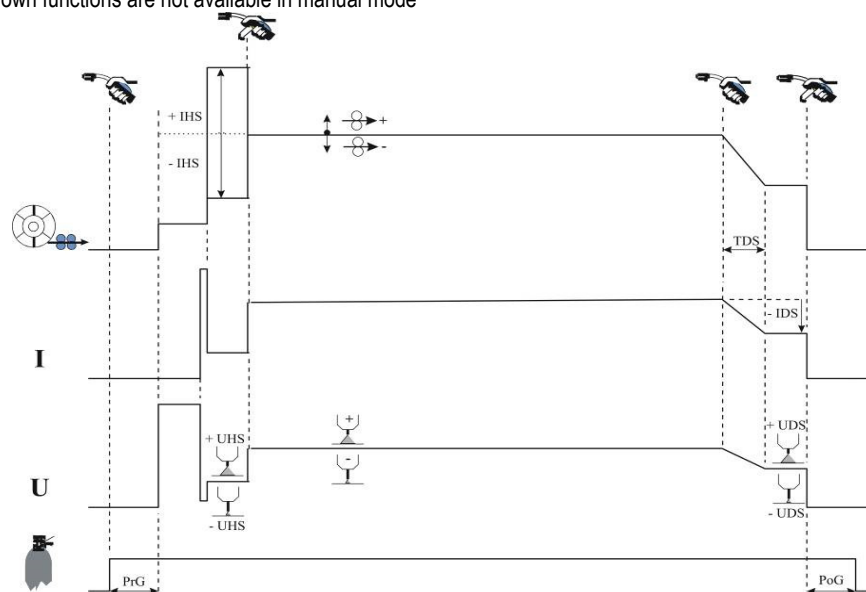 own functions are not available in manual mode
+ IHS
- IHS
+
-
TDS
- IDS
I
+ UHS
+
-
- UHS
+ UDS
- UDS
U
PrG
PoG